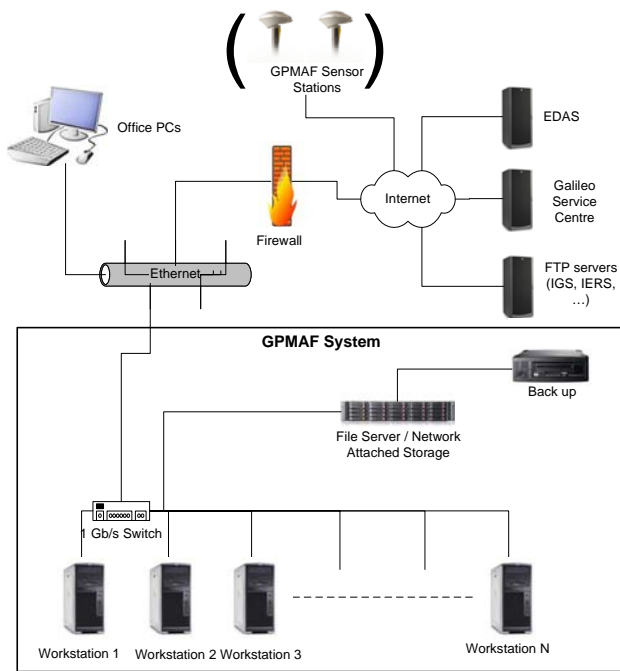 GPMAF Sensor
Stations
Office PCs
EDAS
Internet
Galileo
Service
Centre
Firewall
Ethernet
FTP servers
(IGS, IERS,
…)
GPMAF System
Back up
File Server / Network
Attached Storage
1 Gb/s Switch
Workstation 1
Workstation 2
Workstation 3
Workstation N